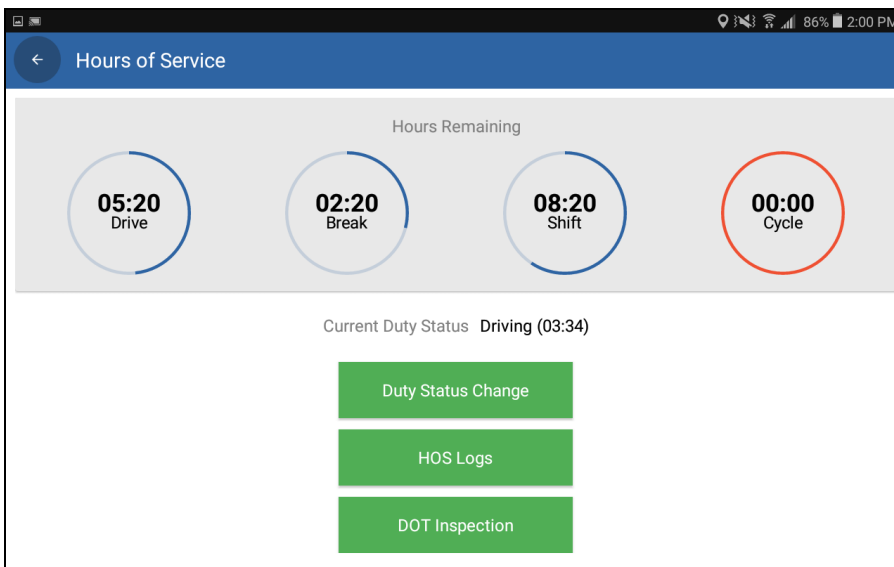 86% 2:00 PM
Hours of Service
Hours Remaining
05:20 02:20 08:20 00:00
Drive Break Shift Cycle
Current Duty Status Driving (03:34)
Duty Status Change
HOS Logs
DOT Inspection